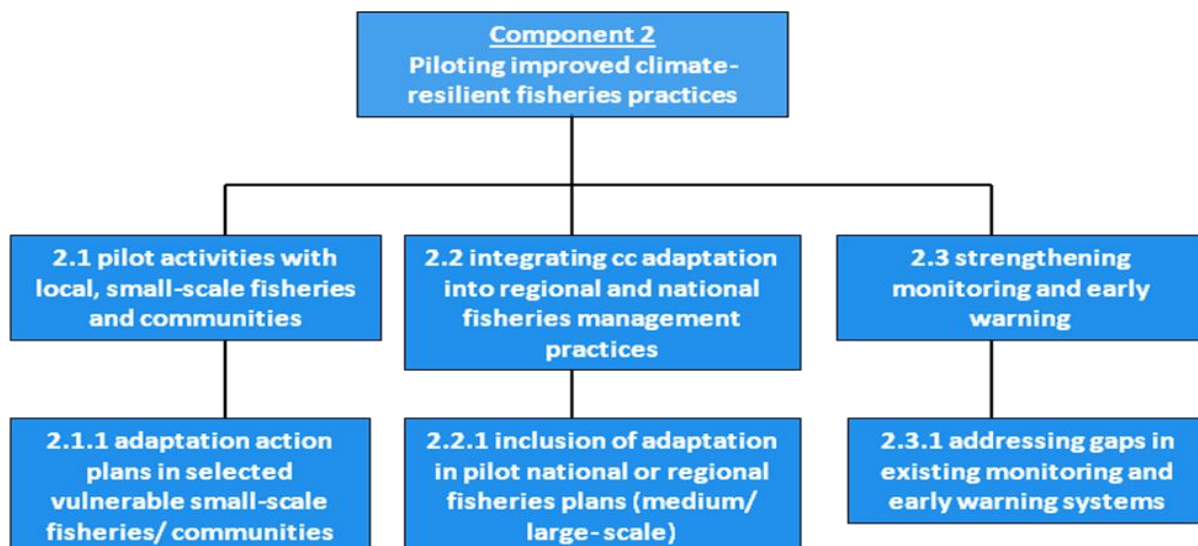 Component 2
Piloting improved climate-
resilient fisheries practices
2.1 pilot activities with
local, small-scale fisheries
and communities
2.2 integrating cc adaptation
into regional and national
fisheries management
practices
2.3 strengthening
monitoring and early
warning
2.1.1 adaptation action
plans in selected
vulnerable small-scale
fisheries/ communities
2.2.1 inclusion of adaptation
in pilot national or regional
fisheries plans (medium/
large- scale)
2.3.1 addressing gaps in
existing monitoring and
early warning systems